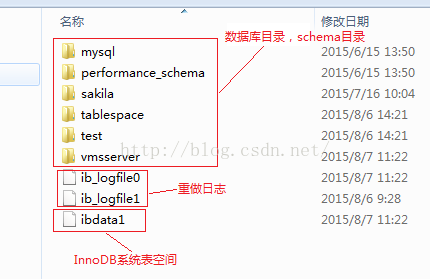 名称
修改日期
数据库目录，schema目录
mysql
2015/6/15 13:50
performance_schema
2015/6/15 13:50
sakila
2015/7/16 10:04
tablespace
2015/8/6 14:21
test
2015/8/6 14:21
vmsserver
2015/8/7 11:22
http://blog.csdn.net/
ib_logfile0
2015/8/7 11:22
重做日志
ib_logfile1
2015/8/6 9:28
ibdata1
2015/8/7 11:22
InnoDB系统表空间